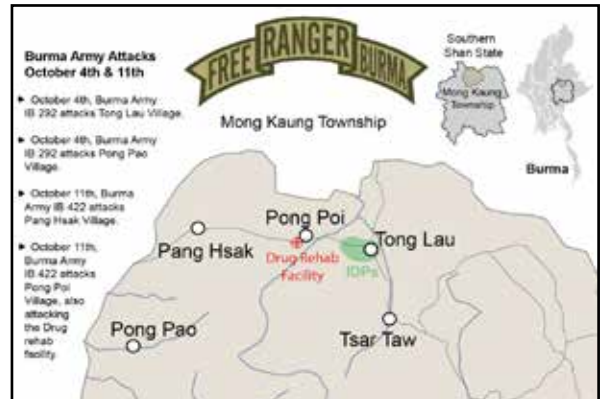 Burma Army Attacks
October 4th & 11th
► October 4th, Burma Army
IB 292 attacks Tong Lau Village.
► October 4th, Burma Army
IB 292 attacks Pong Pao
Village.
► October 11th, Burma
Army IB 422 attacks
Pang Hsak Village.
► October 11th,
Burma Army
IB 422 attacks
Pong Poi
Village, also
attacking
the Drug
rehab
facility.
FREE RANGER BURMA
Mong Kaung Township
Southern
Shan State
Mong Kaung
Township
Burma
Pong Poi
Pang Hsak
Drug Rehab
Facility
IDPs
Tong Lau
Pong Pao
Tsar Taw